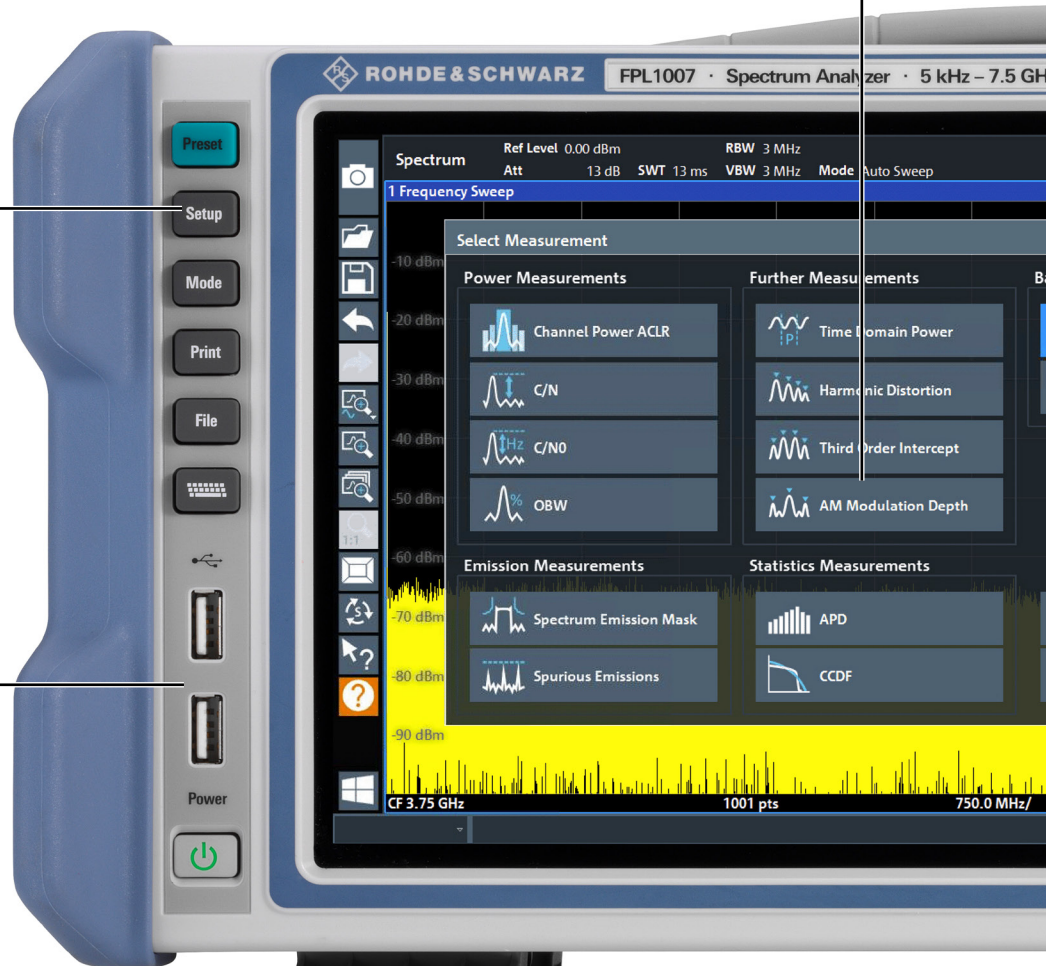 ROHDE & SCHWARZ
FPL1007 · Spectrum Analyzer · 5 kHz – 7.5 GH
Preset
Setup
Mode
Print
File
Power
Spectrum
Ref Level 0.00 dBm RBW 3 MHz
Att 13 dB SWT 13 ms VBW 3 MHz Mode Auto Sweep
1 Frequency Sweep
Select Measurement
Power Measurements
Channel Power ACLR
C/N
C/N0
OBW
Further Measurements
Time Domain Power
Harmonic Distortion
Third Order Intercept
AM Modulation Depth
Ba
Emission Measurements
Spectrum Emission Mask
Spurious Emissions
Statistics Measurements
APD
CCDF
-10 dBm
-20 dBm
-30 dBm
-40 dBm
-50 dBm
-60 dBm
-70 dBm
-80 dBm
-90 dBm
1:1
CF 3.75 GHz 1001 pts 750.0 MHz/